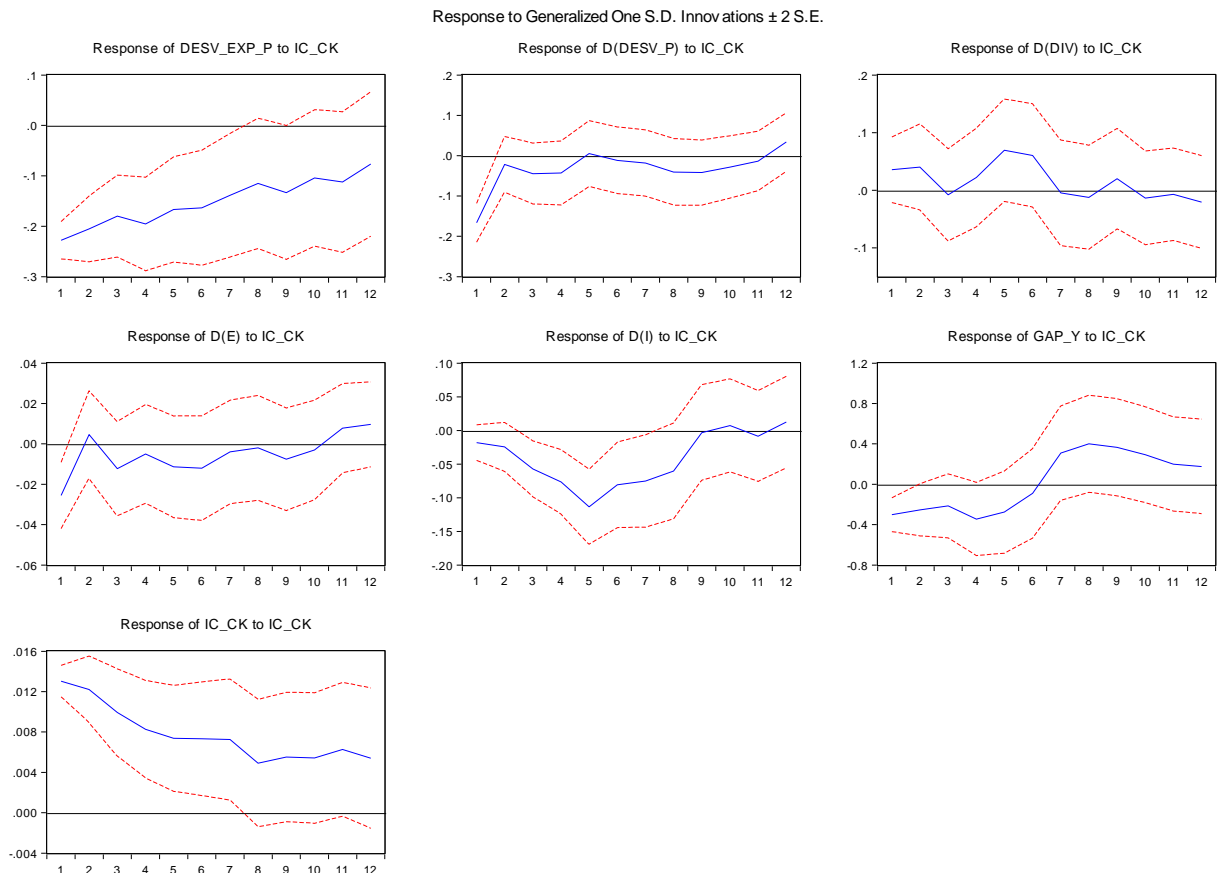 Response to Generalized One S.D. Innovations ± 2 S.E.
Response of DESV_EXP_P to IC_CK
.1
.0
-.1
-.2
-.3
1 2 3 4 5 6 7 8 9 10 11 12
Response of D(DESV_P) to IC_CK
.2
.1
.0
-.1
-.2
-.3
1 2 3 4 5 6 7 8 9 10 11 12
Response of D(DIV) to IC_CK
.2
.1
.0
-.1
1 2 3 4 5 6 7 8 9 10 11 12
Response of D(E) to IC_CK
.04
.02
.00
-.02
-.04
-.06
1 2 3 4 5 6 7 8 9 10 11 12
Response of D(I) to IC_CK
.10
.05
.00
-.05
-.10
-.15
-.20
1 2 3 4 5 6 7 8 9 10 11 12
Response of GAP_Y to IC_CK
1.2
0.8
0.4
0.0
-0.4
-0.8
1 2 3 4 5 6 7 8 9 10 11 12
Response of IC_CK to IC_CK
.016
.012
.008
.004
.000
-.004
1 2 3 4 5 6 7 8 9 10 11 12